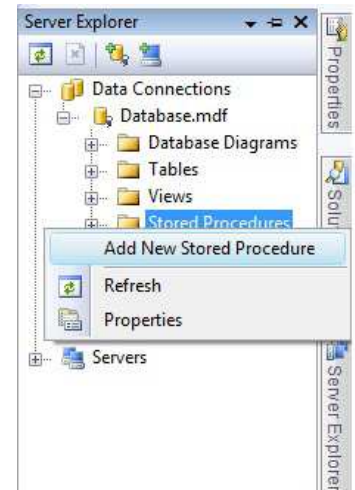 Server Explorer
Data Connections
Database.mdf
Database Diagrams
Tables
Views
Stored Procedures
Add New Stored Procedure
Refresh
Properties
Servers
Properties
Solu
Server Explorer